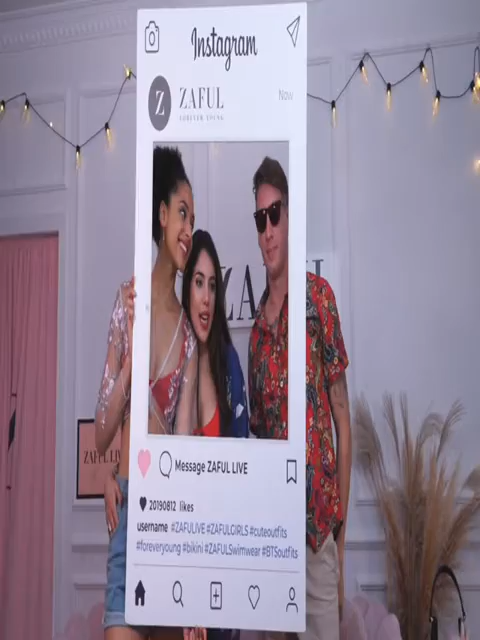 Instagram
Z
ZAFUL
FOREVER YOUNG
Now
ZAFUL
Message ZAFUL LIVE
20190812 likes
username #ZAFULIVE #ZAFULGIRLS #cuteoutfits
#foreveryoung #bikini #ZAFULSwimwear #BTSoutfits
ZAFUL LIVE